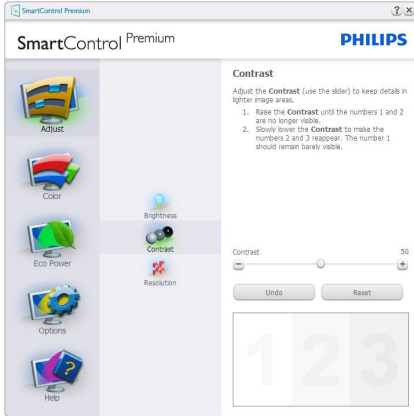 SmartControl Premium
SmartControl Premium
PHILIPS
Adjust
Color
Eco Power
Options
Help
Brightness
Contrast
Resolution
Contrast
Adjust the Contrast (use the slider) to keep details in
lighter image areas.
1. Raise the Contrast until the numbers 1 and 2
are no longer visible.
2. Slowly lower the Contrast to make the
numbers 2 and 3 reappear. The number 1
should remain barely visible.
Contrast 50
Undo Reset
1 2 3